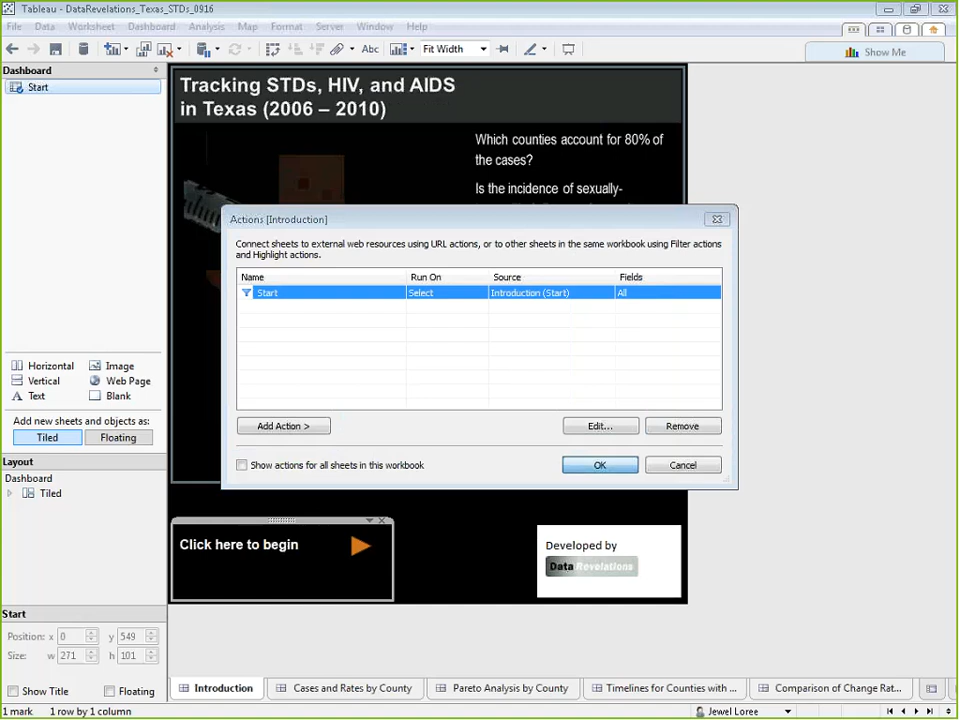 Tableau - DataRevelations_Texas_STDs_0916
File Data Worksheet Dashboard Analysis Map Format Server Window Help
Abc Fit Width Show Me
Dashboard
Start
Tracking STDs, HIV, and AIDS
in Texas (2006 – 2010)
Which counties account for 80% of
the cases?
Is the incidence of sexually-
Actions [Introduction]
Connect sheets to external web resources using URL actions, or to other sheets in the same workbook using Filter actions
and Highlight actions.
Name Run On Source Fields
Start Select Introduction (Start) All
Add Action > Edit... Remove
Show actions for all sheets in this workbook OK Cancel
Horizontal Image
Vertical Web Page
A Text Blank
Add new sheets and objects as:
Tiled Floating
Layout
Dashboard
Tiled
Click here to begin
Developed by
Data Revelations
Start
Position: x 0 y 549
Size: w 271 h 101
Show Title Floating
Introduction Cases and Rates by County Pareto Analysis by County Timelines for Counties with ... Comparison of Change Rat...
1 mark 1 row by 1 column Jewel Loree